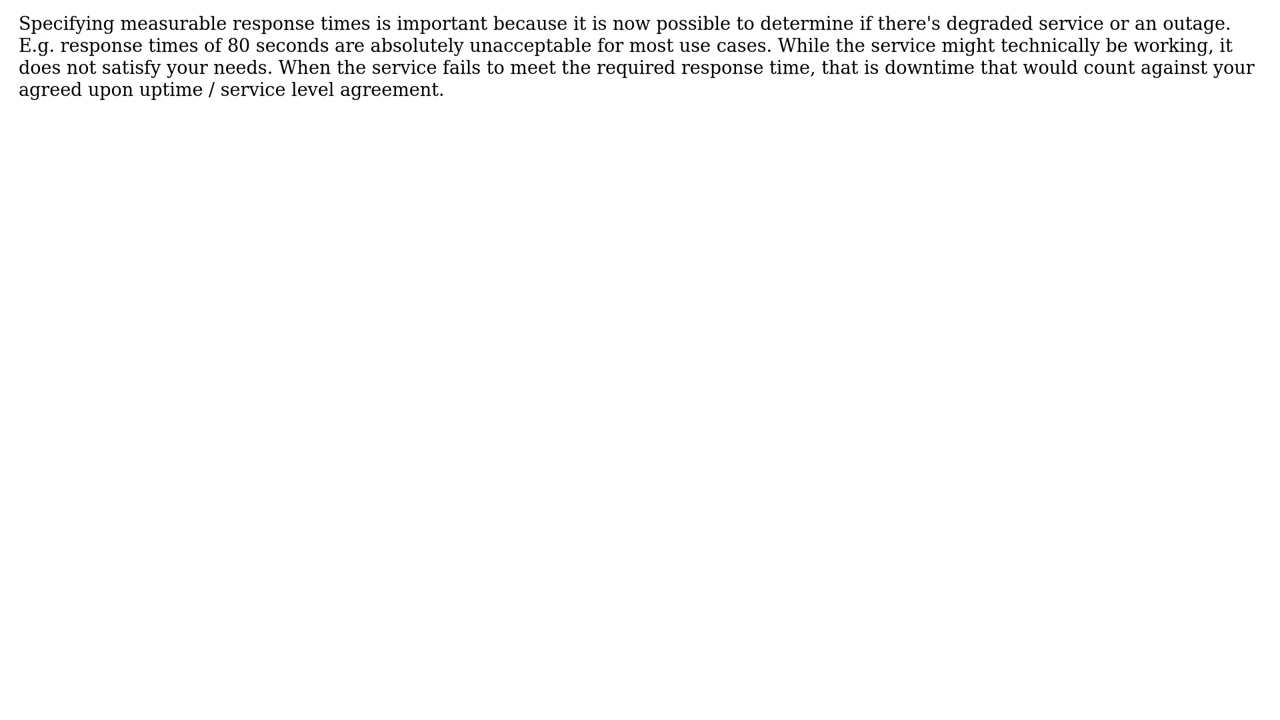 Specifying measurable response times is important because it is now possible to determine if there's degraded service or an outage.
E.g. response times of 80 seconds are absolutely unacceptable for most use cases. While the service might technically be working, it
does not satisfy your needs. When the service fails to meet the required response time, that is downtime that would count against your
agreed upon uptime / service level agreement.